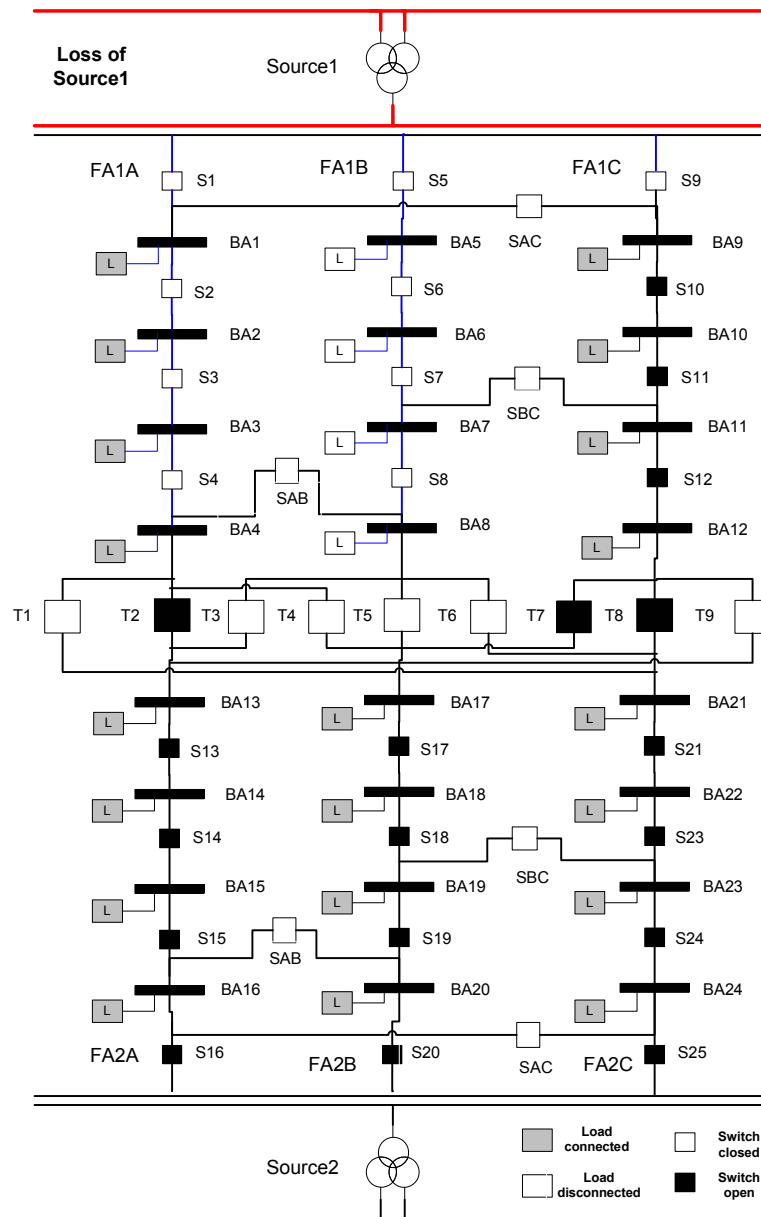 Loss of
Source1
Source1
FA1A
FA1B
FA1C
S1
S5
S9
SAC
BA1
BA5
BA9
L
L
L
S2
S6
S10
BA2
BA6
BA10
L
L
L
S3
S7
SBC
S11
BA3
BA7
BA11
L
L
L
S4
SAB
S8
S12
BA4
BA8
BA12
L
L
L
T1
T2
T3
T4
T5
T6
T7
T8
T9
BA13
BA17
BA21
L
L
L
S13
S17
S21
BA14
BA18
BA22
L
L
L
S14
S18
SBC
S23
BA15
BA19
BA23
L
L
L
S15
SAB
S19
S24
BA16
BA20
BA24
L
L
L
FA2A
S16
FA2B
S20
SAC
FA2C
S25
Source2
Load
connected
Switch
closed
Load
disconnected
Switch
open